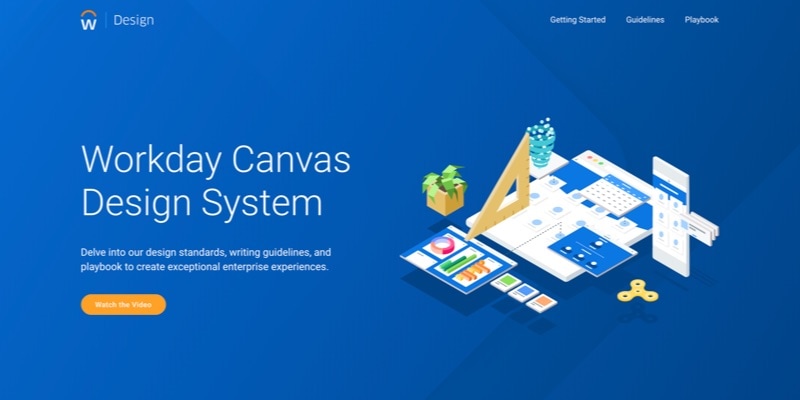 W Design
Getting Started Guidelines Playbook
Workday Canvas
Design System
Delve into our design standards, writing guidelines, and
playbook to create exceptional enterprise experiences.
Watch the Video